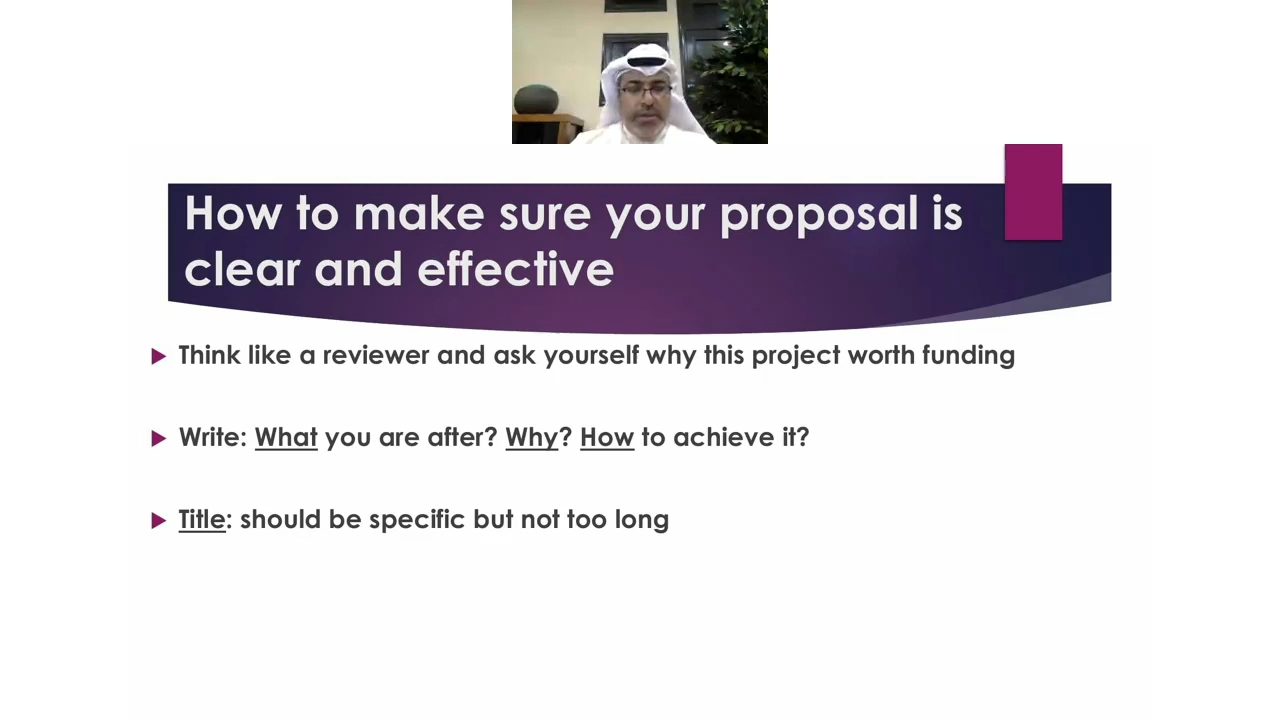 How to make sure your proposal is
clear and effective
Think like a reviewer and ask yourself why this project worth funding
Write: What you are after? Why? How to achieve it?
Title: should be specific but not too long